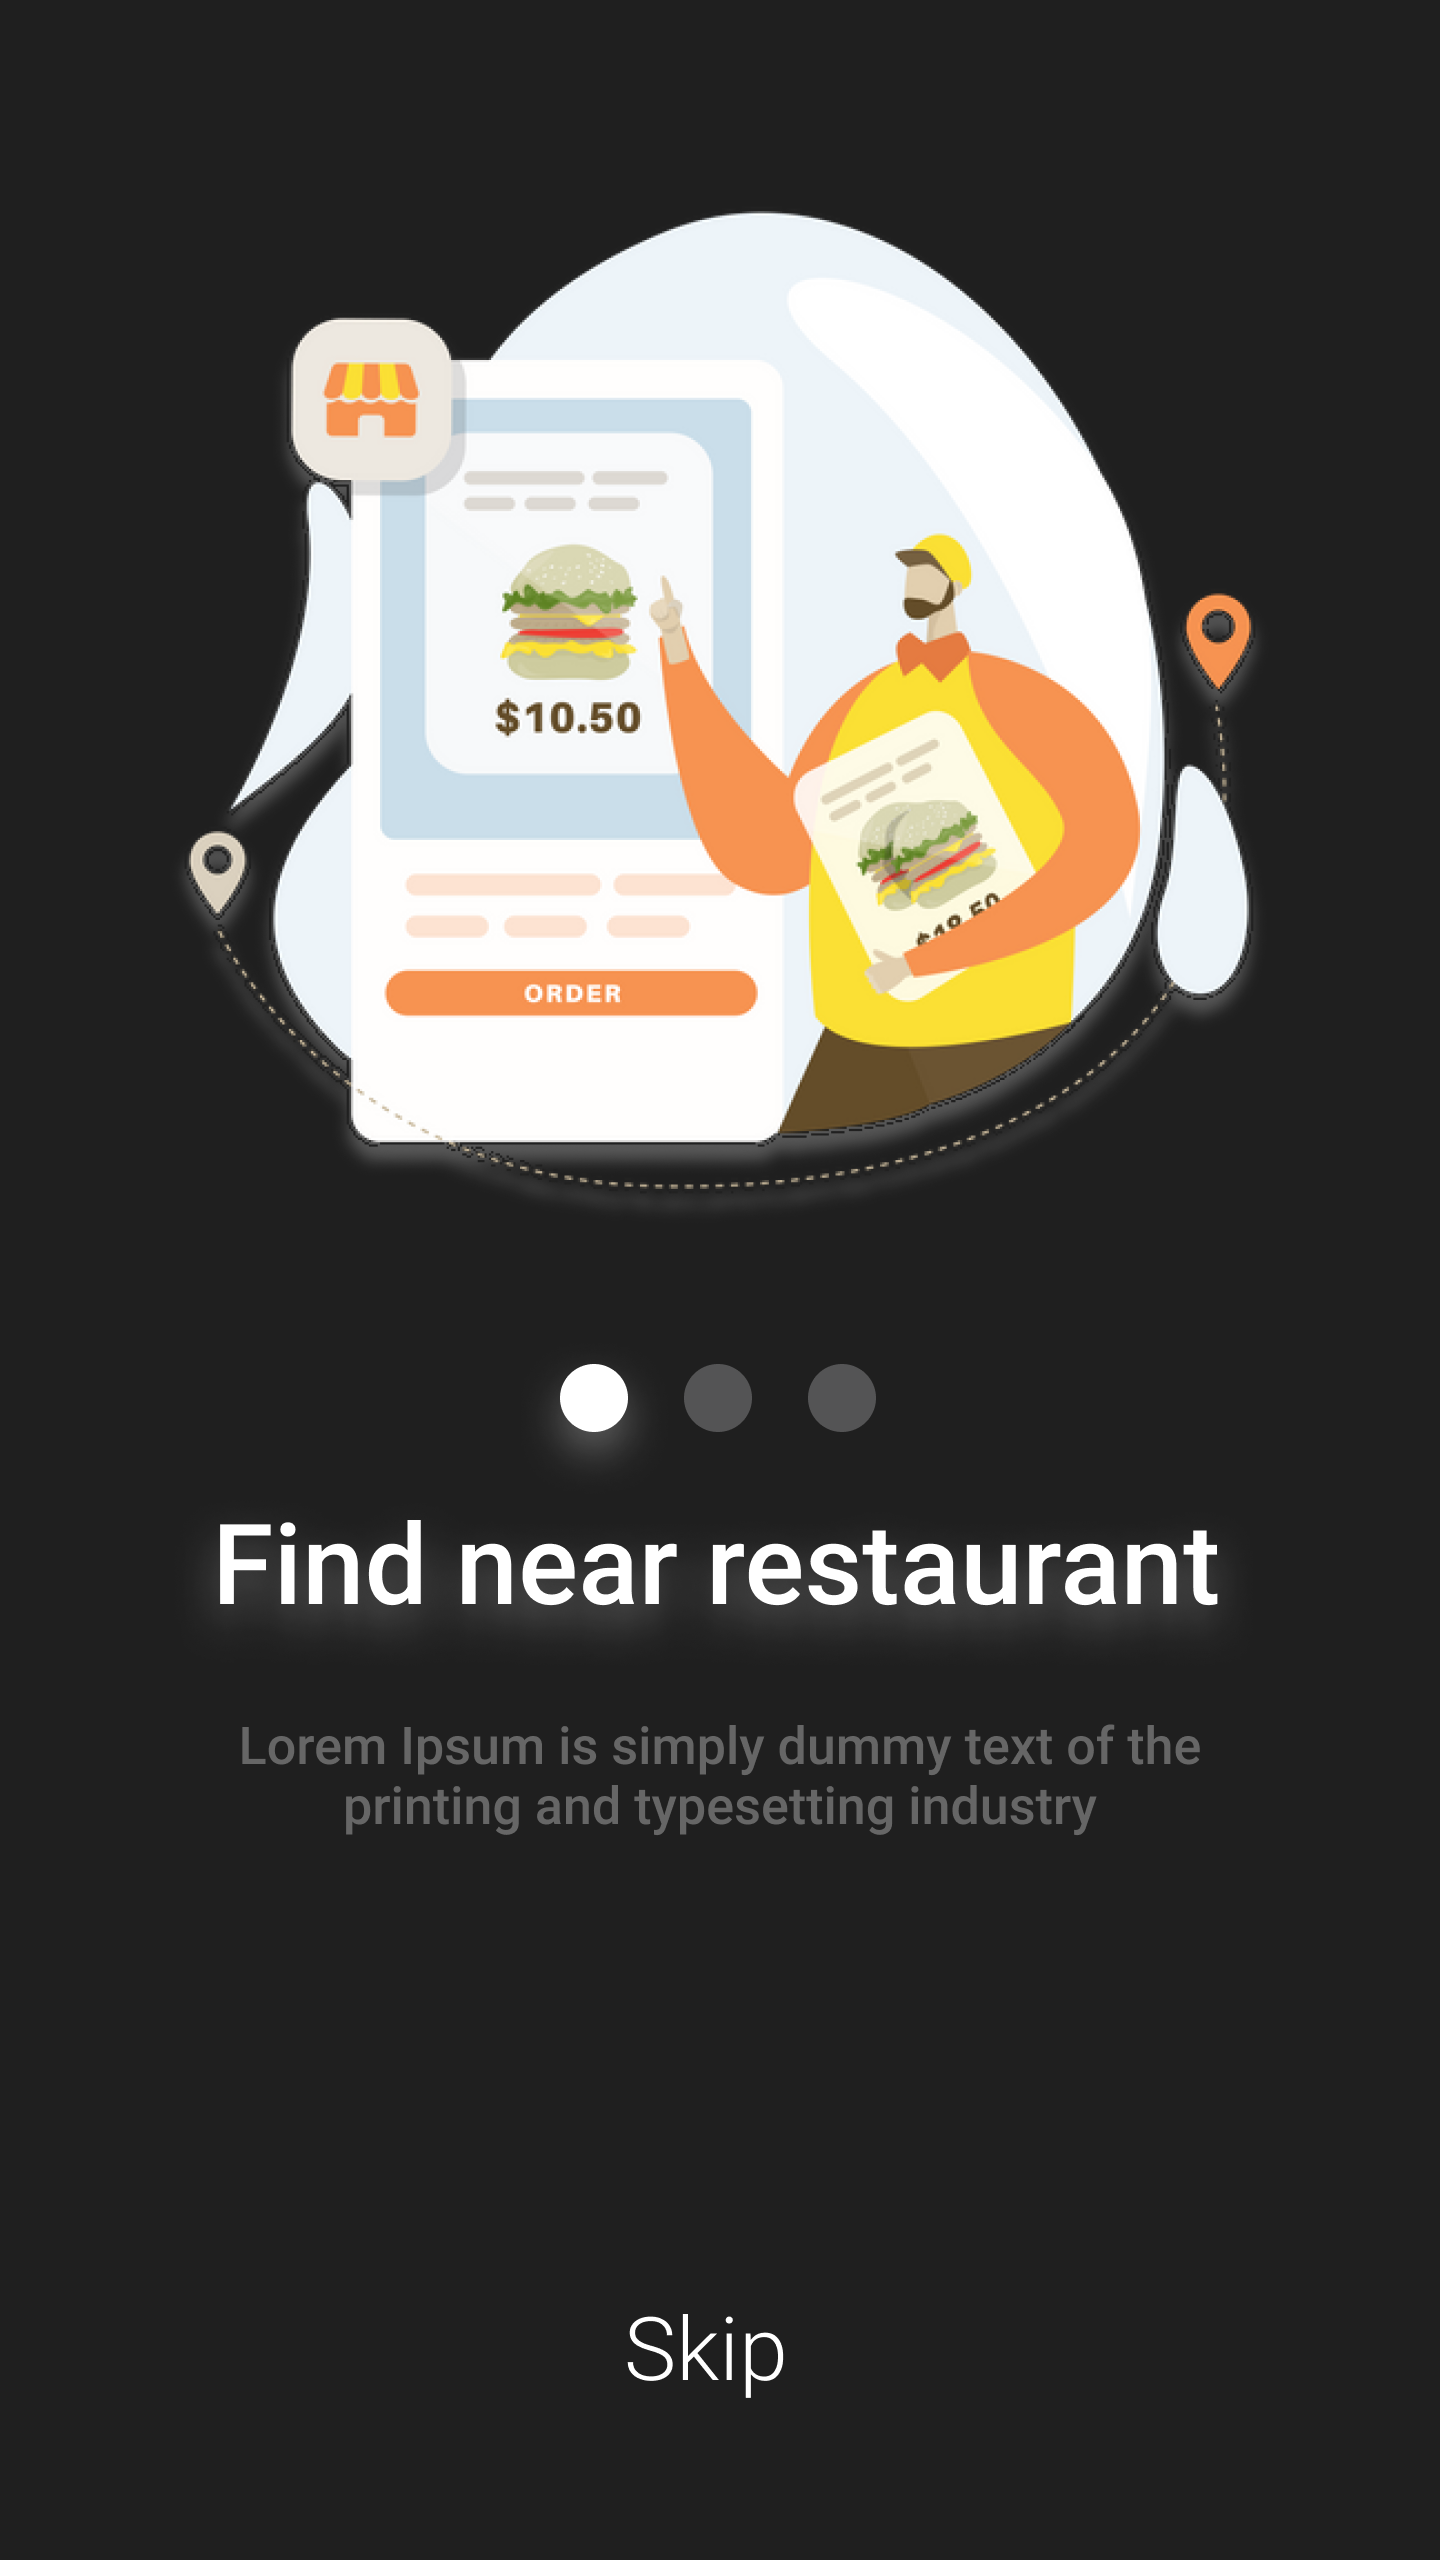 $10.50
ORDER
Find near restaurant
Lorem Ipsum is simply dummy text of the
printing and typesetting industry
Skip